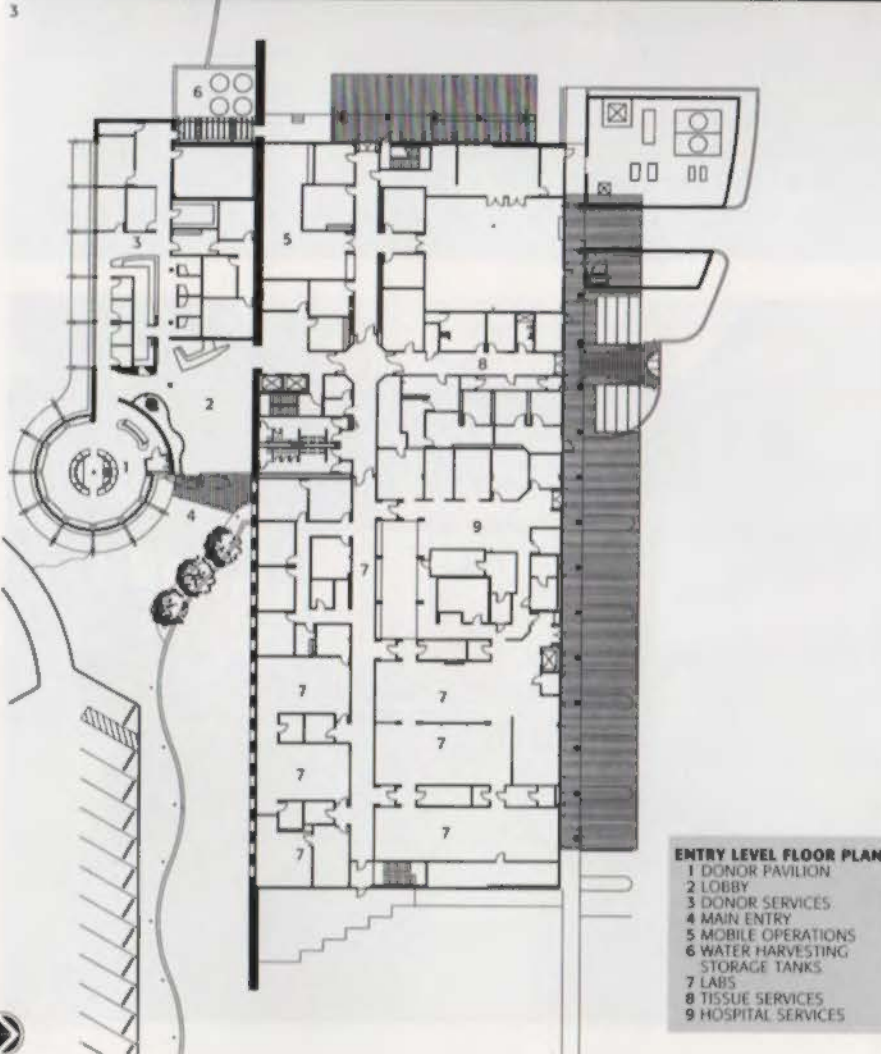 3
6
3
5
2
8
1
4
9
7
7
7
7
7
7
7
ENTRY LEVEL FLOOR PLAN
1 DONOR PAVILION
2 LOBBY
3 DONOR SERVICES
4 MAIN ENTRY
5 MOBILE OPERATIONS
6 WATER HARVESTING
STORAGE TANKS
7 LABS
8 TISSUE SERVICES
9 HOSPITAL SERVICES